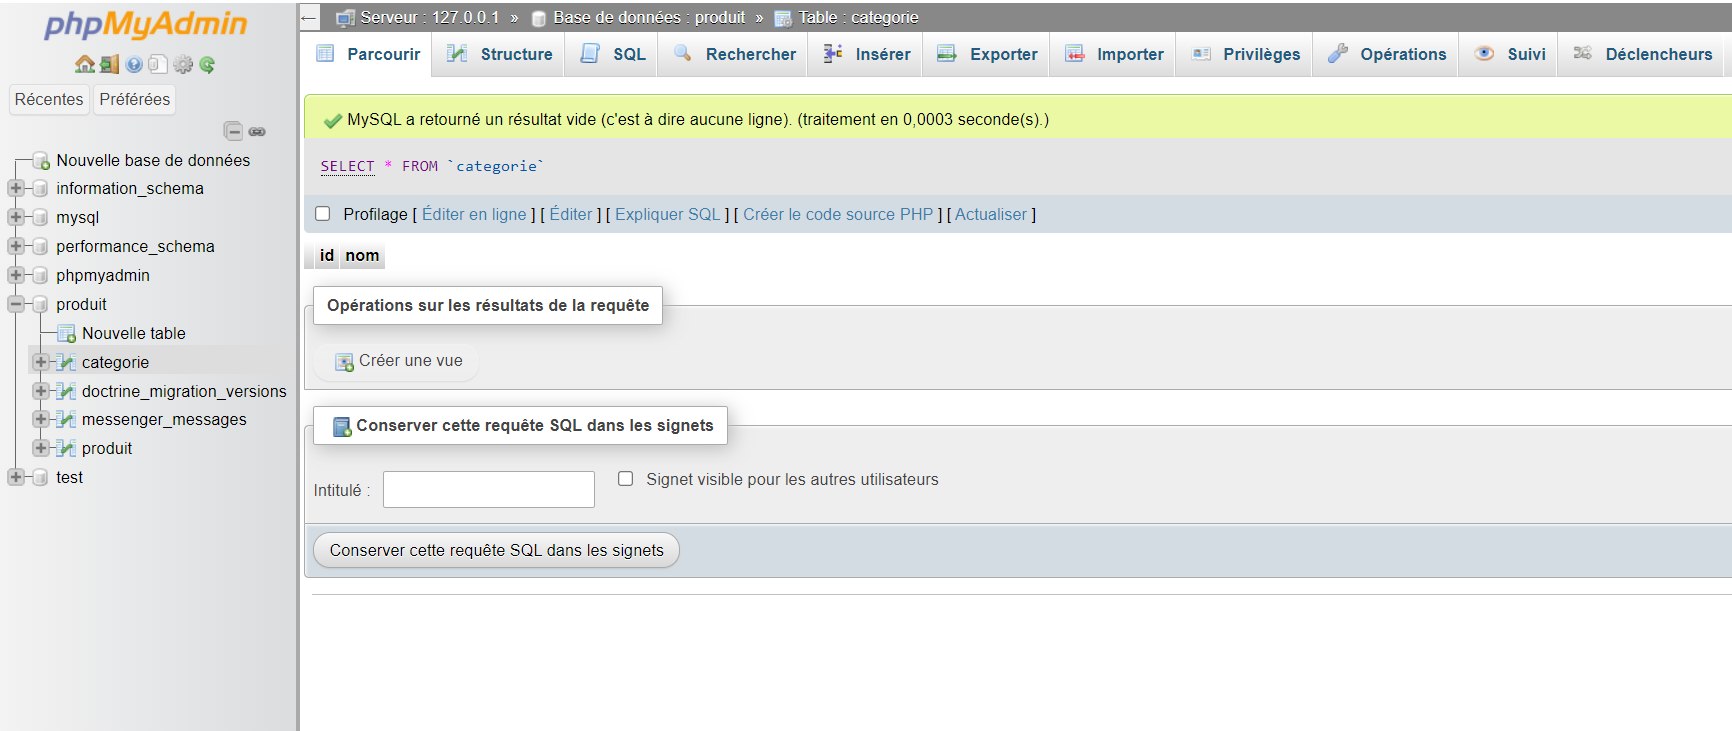 phpMyAdmin
Récentes Préférées
Nouvelle base de données
information_schema
mysql
performance_schema
phpmyadmin
produit
Nouvelle table
categorie
doctrine_migration_versions
messenger_messages
produit
test
Serveur : 127.0.0.1 » Base de données : produit » Table : categorie
Parcourir Structure SQL Rechercher Insérer Exporter Importer Privilèges Opérations Suivi Déclencheurs
MySQL a retourné un résultat vide (c'est à dire aucune ligne). (traitement en 0,0003 seconde(s).)
SELECT * FROM `categorie`
Profilage [ Éditer en ligne ] [ Éditer ] [ Expliquer SQL ] [ Créer le code source PHP ] [ Actualiser ]
id nom
Opérations sur les résultats de la requête
Créer une vue
Conserver cette requête SQL dans les signets
Intitulé : Signet visible pour les autres utilisateurs
Conserver cette requête SQL dans les signets